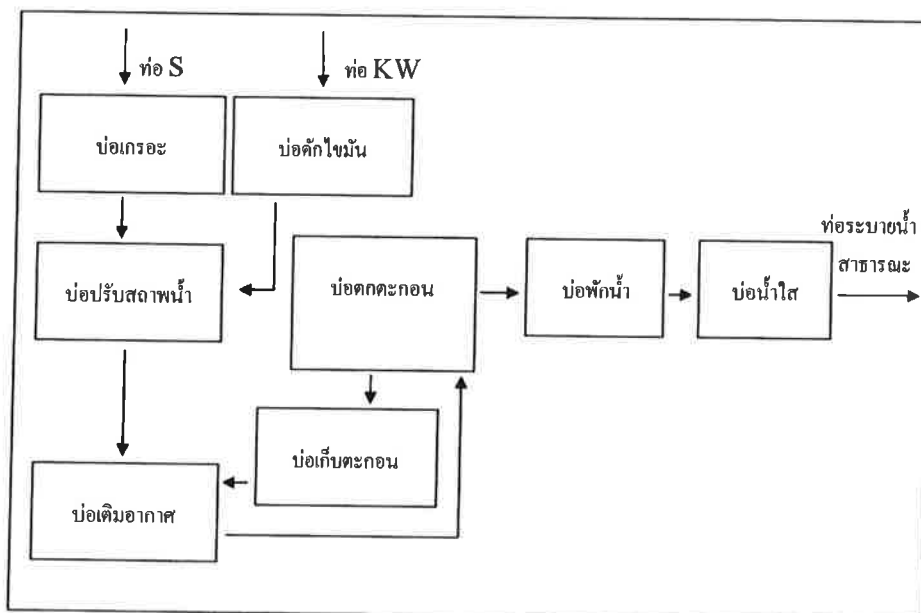 ท่อ S
ท่อ KW
บ่อเกรอะ
บ่อดักไขมัน
ท่อระบายน้ำ
สาธารณะ
บ่อปรับสถาพน้ำ
บ่อตกตะกอน
บ่อพักน้ำ
บ่อน้ำใส
บ่อเก็บตะกอน
บ่อเติมอากาศ